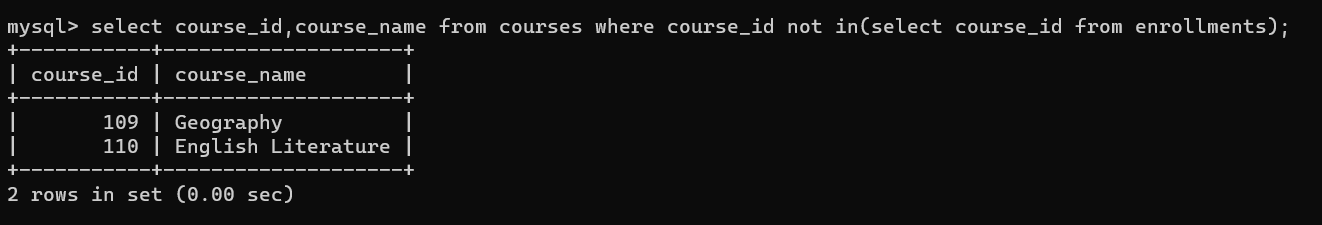 mysql> select course_id,course_name from courses where course_id not in(select course_id from enrollments);
+-----------+--------------------+
| course_id | course_name        |
+-----------+--------------------+
|       109 | Geography          |
|       110 | English Literature |
+-----------+--------------------+
2 rows in set (0.00 sec)